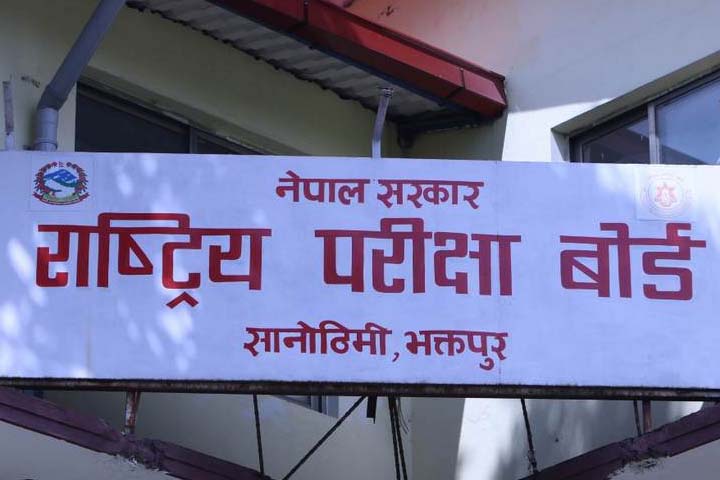 नेपाल सरकार
राष्ट्रिय परीक्षा बोर्ड
सानोठिमी, भक्तपुर